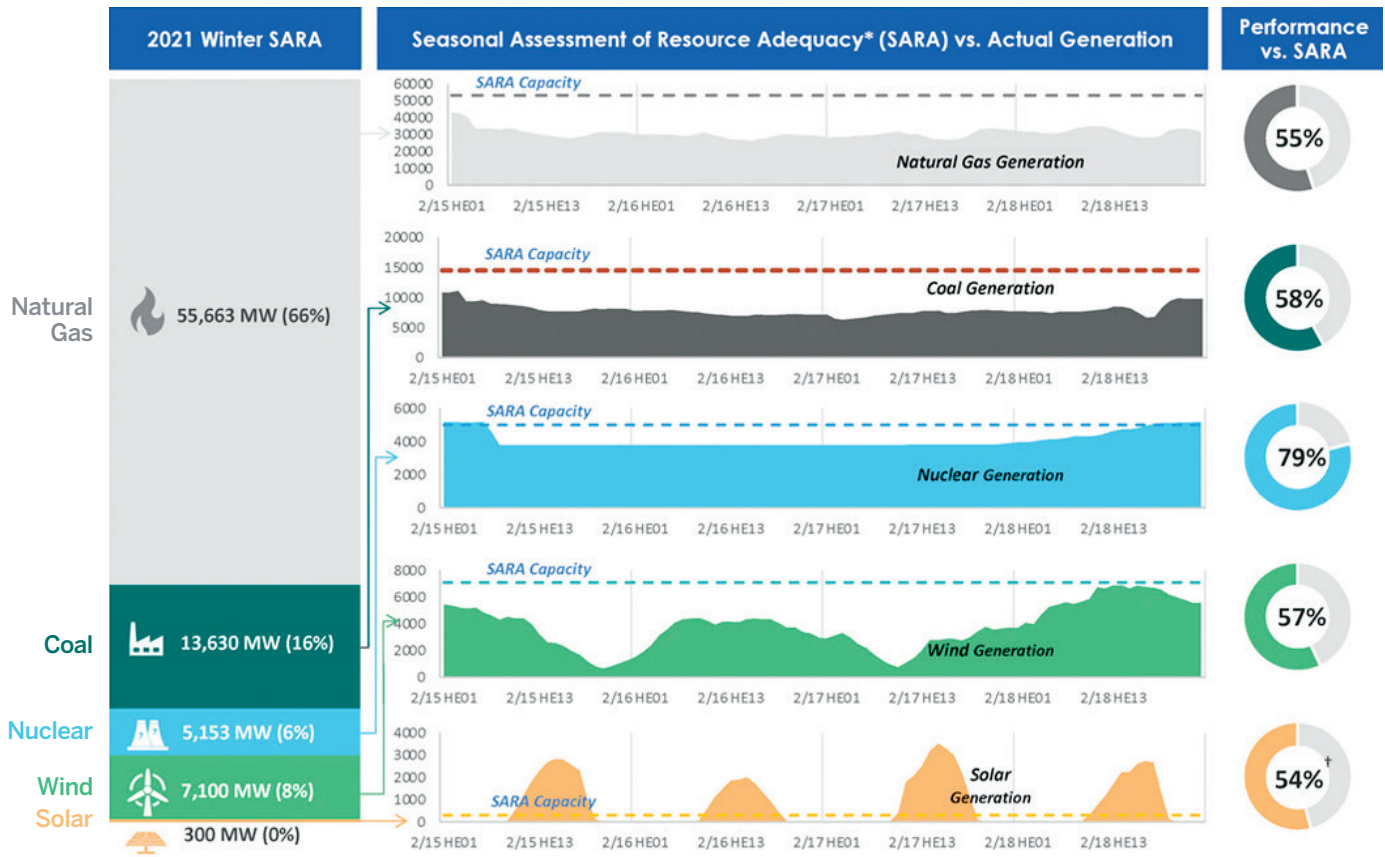 2021 Winter SARA
Seasonal Assessment of Resource Adequacy* (SARA) vs. Actual Generation
Performance
vs. SARA
Natural
Gas
55,663 MW (66%)
Coal
13,630 MW (16%)
Nuclear
5,153 MW (6%)
Wind
7,100 MW (8%)
Solar
300 MW (0%)
60000
50000
40000
30000
20000
10000
0
SARA Capacity
Natural Gas Generation
2/15 HE01 2/15 HE13 2/16 HE01 2/16 HE13 2/17 HE01 2/17 HE13 2/18 HE01 2/18 HE13
55%
20000
15000
10000
5000
0
SARA Capacity
Coal Generation
2/15 HE01 2/15 HE13 2/16 HE01 2/16 HE13 2/17 HE01 2/17 HE13 2/18 HE01 2/18 HE13
58%
6000
4000
2000
0
SARA Capacity
Nuclear Generation
2/15 HE01 2/15 HE13 2/16 HE01 2/16 HE13 2/17 HE01 2/17 HE13 2/18 HE01 2/18 HE13
79%
8000
6000
4000
2000
0
SARA Capacity
Wind Generation
2/15 HE01 2/15 HE13 2/16 HE01 2/16 HE13 2/17 HE01 2/17 HE13 2/18 HE01 2/18 HE13
57%
4000
3000
2000
1000
0
SARA Capacity
Solar
Generation
2/15 HE01 2/15 HE13 2/16 HE01 2/16 HE13 2/17 HE01 2/17 HE13 2/18 HE01 2/18 HE13
54%†